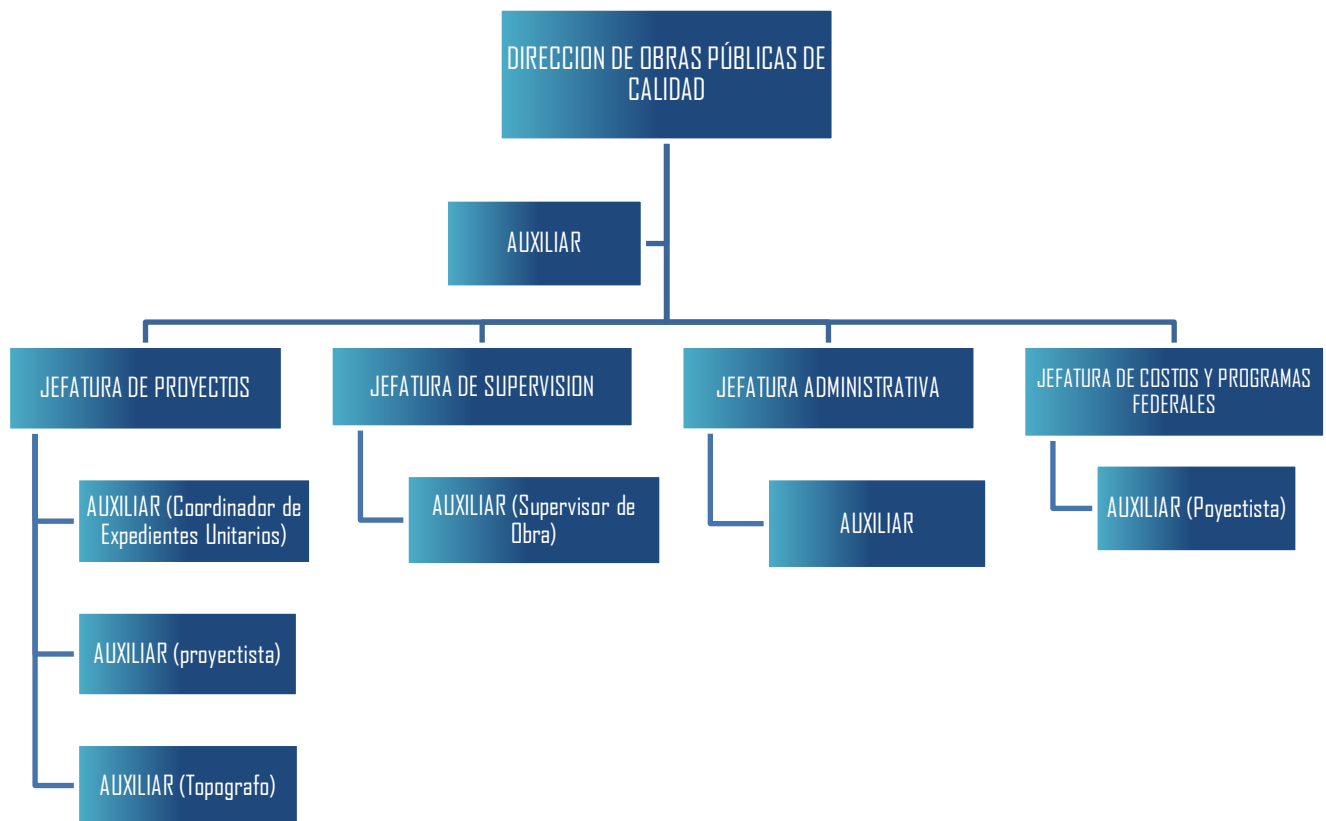 DIRECCION DE OBRAS PÚBLICAS DE
CALIDAD
AUXILIAR
JEFATURA DE PROYECTOS
JEFATURA DE SUPERVISION
JEFATURA ADMINISTRATIVA
JEFATURA DE COSTOS Y PROGRAMAS
FEDERALES
AUXILIAR (Coordinador de
Expedientes Unitarios)
AUXILIAR (Supervisor de
Obra)
AUXILIAR
AUXILIAR (Poyectista)
AUXILIAR (proyectista)
AUXILIAR (Topografo)